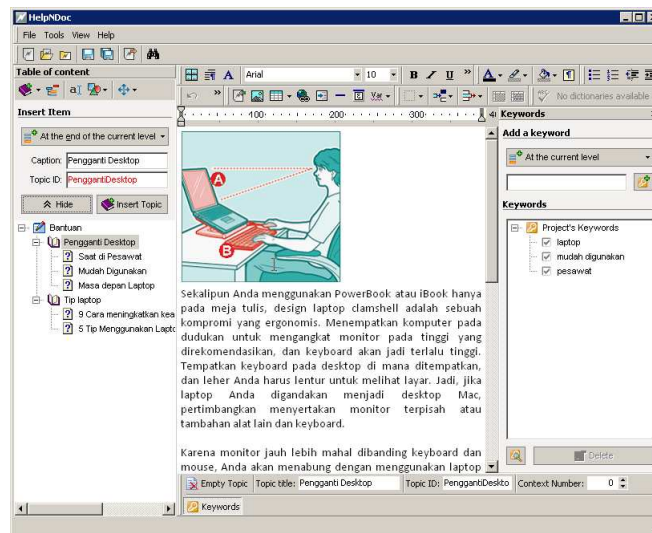 HelpNDoc
File Tools View Help
Table of content
Insert Item
At the end of the current level
Caption: Pengganti Desktop
Topic ID: PenggantiDesktop
Hide Insert Topic
Bantuan
Pengganti Desktop
Saat di Pesawat
Mudah Digunakan
Masa depan Laptop
Tip laptop
9 Cara meningkatkan kea
5 Tip Menggunakan Lapto
Arial 10 B I U » A
No dictionaries available
100 200 300
A
B
Sekalipun Anda menggunakan PowerBook atau iBook hanya
pada meja tulis, design laptop clamshell adalah sebuah
kompromi yang ergonomis. Menempatkan komputer pada
dudukan untuk mengangkat monitor pada tinggi yang
direkomendasikan, dan keyboard akan jadi terlalu tinggi.
Tempatkan keyboard pada desktop di mana ditempatkan,
dan leher Anda harus lentur untuk melihat layar. Jadi, jika
laptop Anda digandakan menjadi desktop Mac,
pertimbangkan menyertakan monitor terpisah atau
tambahan alat lain dan keyboard.
Karena monitor jauh lebih mahal dibanding keyboard dan
mouse, Anda akan menabung dengan menggunakan laptop
Keywords
Add a keyword
At the current level
Keywords
Project's Keywords
laptop
mudah digunakan
pesawat
Delete
Empty Topic Topic title: Pengganti Desktop Topic ID: PenggantiDeskto Context Number: 0
Keywords